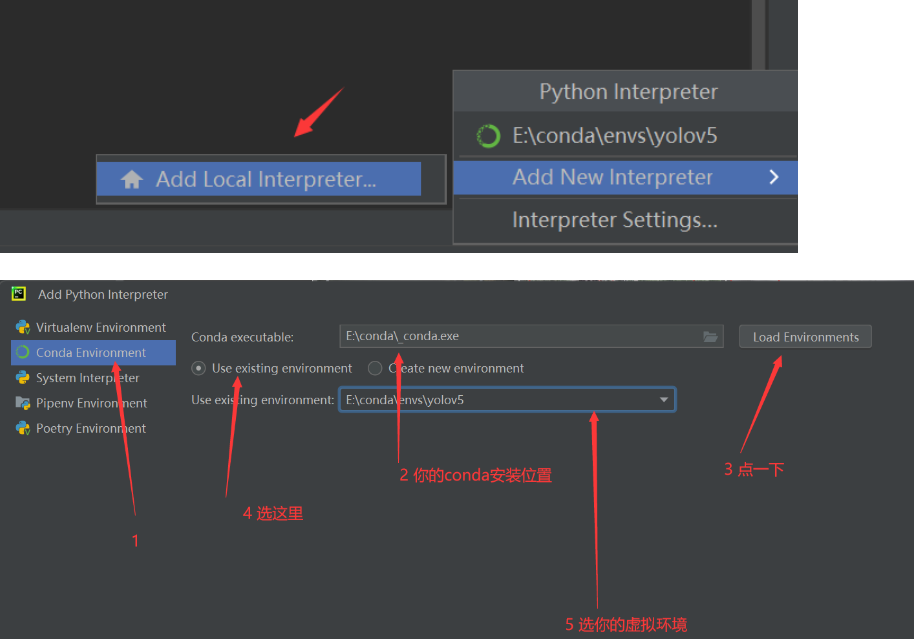 Python Interpreter
E:\conda\envs\yolov5
Add Local Interpreter...
Add New Interpreter
Interpreter Settings...
Add Python Interpreter
Virtualenv Environment
Conda Environment
System Interpreter
Pipenv Environment
Poetry Environment
Conda executable:
E:\conda\_conda.exe
Load Environments
Use existing environment
Create new environment
Use existing environment:
E:\conda\envs\yolov5
2 你的conda安装位置
3 点一下
4 选这里
1
5 选你的虚拟环境